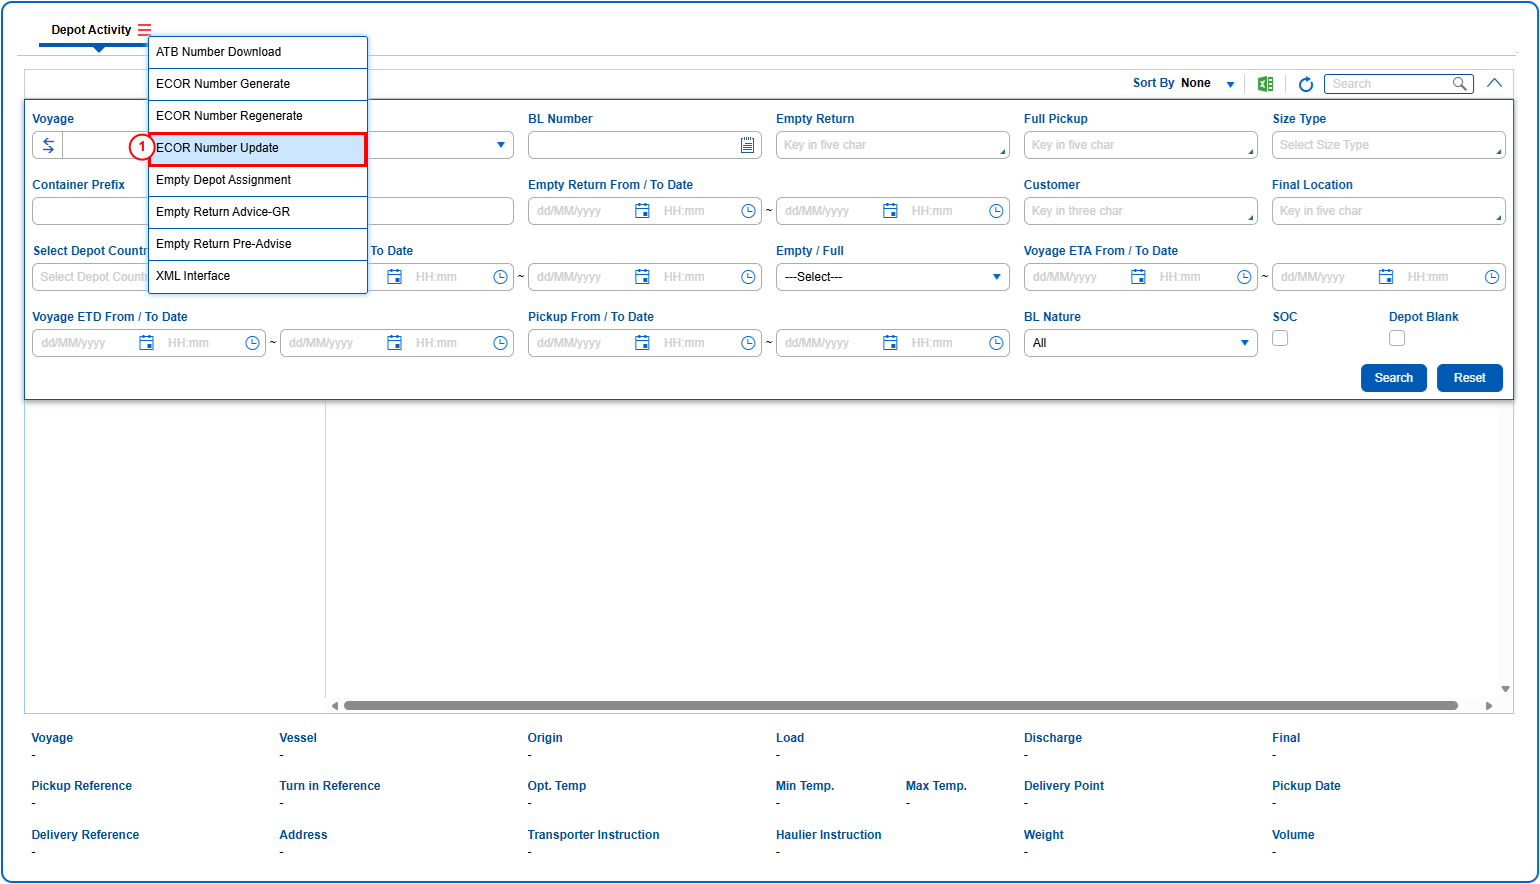 Depot Activity
ATB Number Download
ECOR Number Generate
ECOR Number Regenerate
1 ECOR Number Update
Empty Depot Assignment
Empty Return Advice-GR
Empty Return Pre-Advise
XML Interface
Sort By None Search
Voyage BL Number Empty Return Full Pickup Size Type
Key in five char Key in five char Select Size Type
Container Prefix Empty Return From / To Date Customer Final Location
dd/MM/yyyy HH:mm ~ dd/MM/yyyy HH:mm Key in three char Key in five char
Select Depot Countr To Date Empty / Full Voyage ETA From / To Date
Select Depot Count HH:mm ~ dd/MM/yyyy HH:mm ---Select--- dd/MM/yyyy HH:mm ~ dd/MM/yyyy HH:mm
Voyage ETD From / To Date Pickup From / To Date BL Nature SOC Depot Blank
dd/MM/yyyy HH:mm ~ dd/MM/yyyy HH:mm dd/MM/yyyy HH:mm ~ dd/MM/yyyy HH:mm All
Search Reset
Voyage Vessel Origin Load Discharge Final
- - - - - -
Pickup Reference Turn in Reference Opt. Temp Min Temp. Max Temp. Delivery Point Pickup Date
- - - - - - -
Delivery Reference Address Transporter Instruction Haulier Instruction Weight Volume
- - - - - -